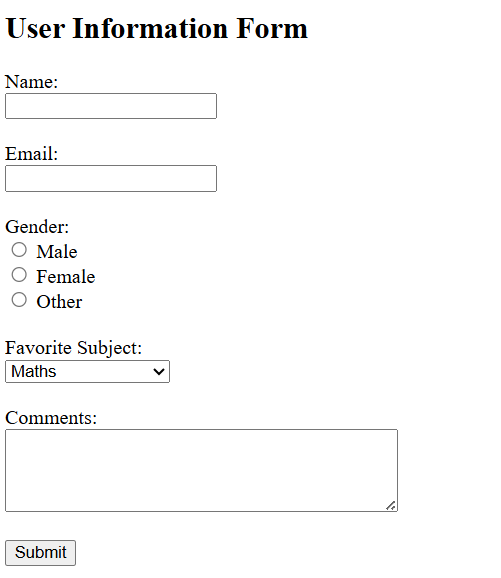 User Information Form
Name:
Email:
Gender:
Male
Female
Other
Favorite Subject:
Maths
Comments:
Submit